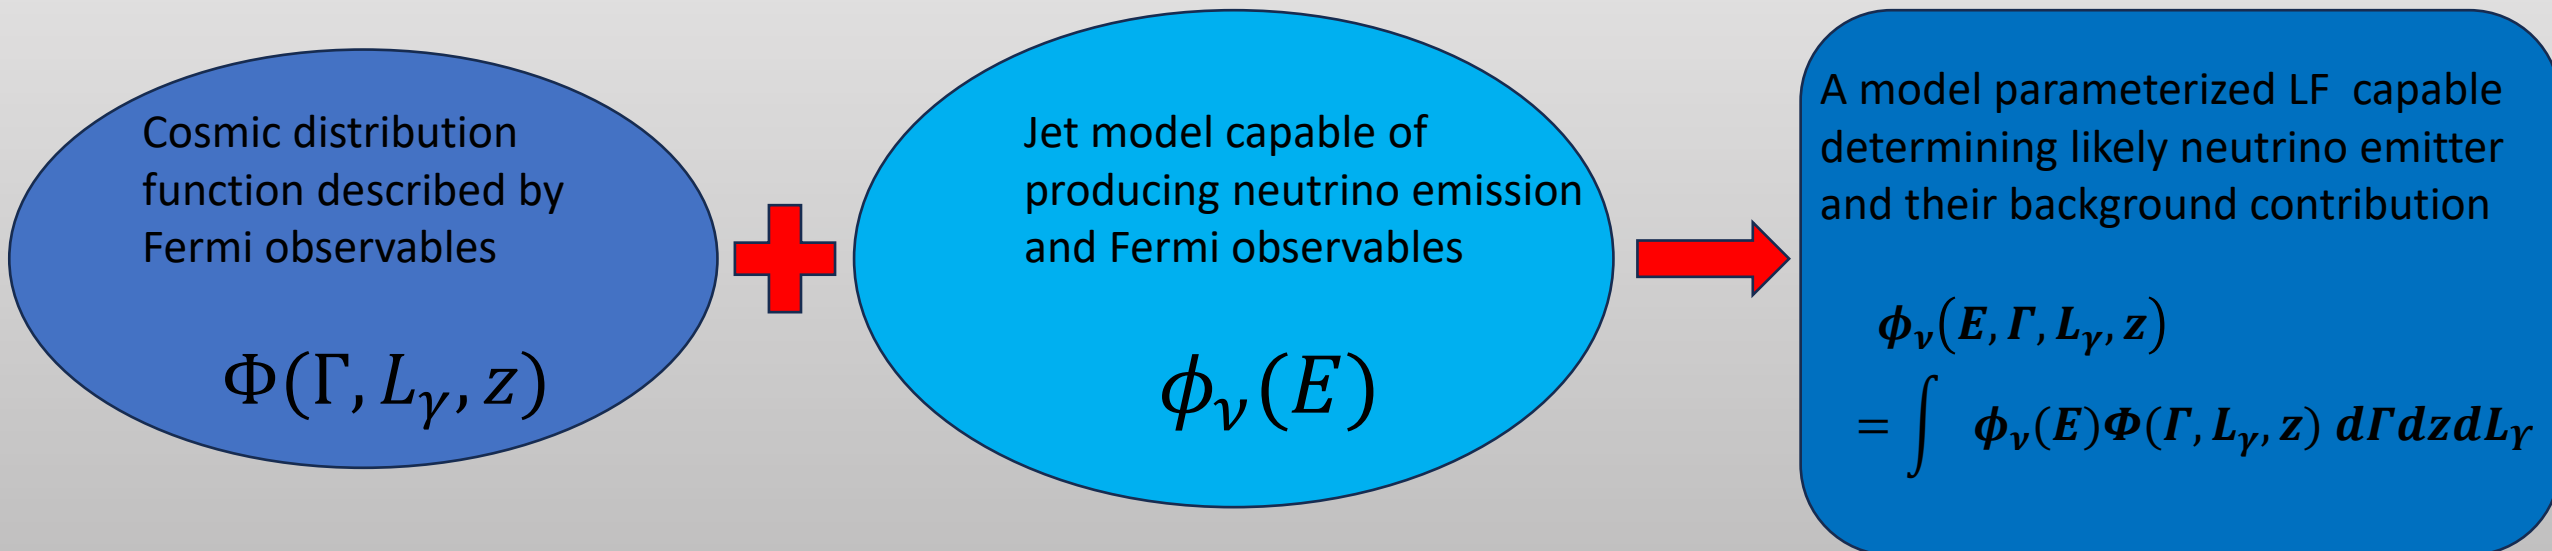 Cosmic distribution
function described by
Fermi observables
Φ(Γ, L_γ, z)
Jet model capable of
producing neutrino emission
and Fermi observables
ϕ_ν(E)
A model parameterized LF  capable
determining likely neutrino emitter
and their background contribution
ϕ_ν(E, Γ, L_γ, z)
= ∫ ϕ_ν(E)Φ(Γ, L_γ, z) dΓdzdL_ϒ